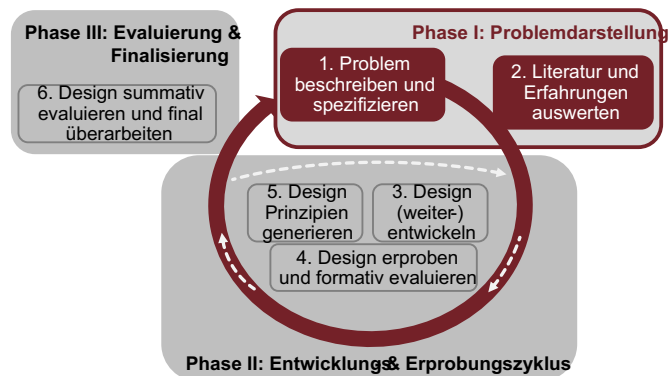 Phase III: Evaluierung &
Finalisierung
6. Design summativ
evaluieren und final
überarbeiten
Phase I: Problemdarstellung
1. Problem
beschreiben und
spezifizieren
2. Literatur und
Erfahrungen
auswerten
5. Design
Prinzipien
generieren
3. Design
(weiter-)
entwickeln
4. Design erproben
und formativ evaluieren
Phase II: Entwicklungs- & Erprobungszyklus